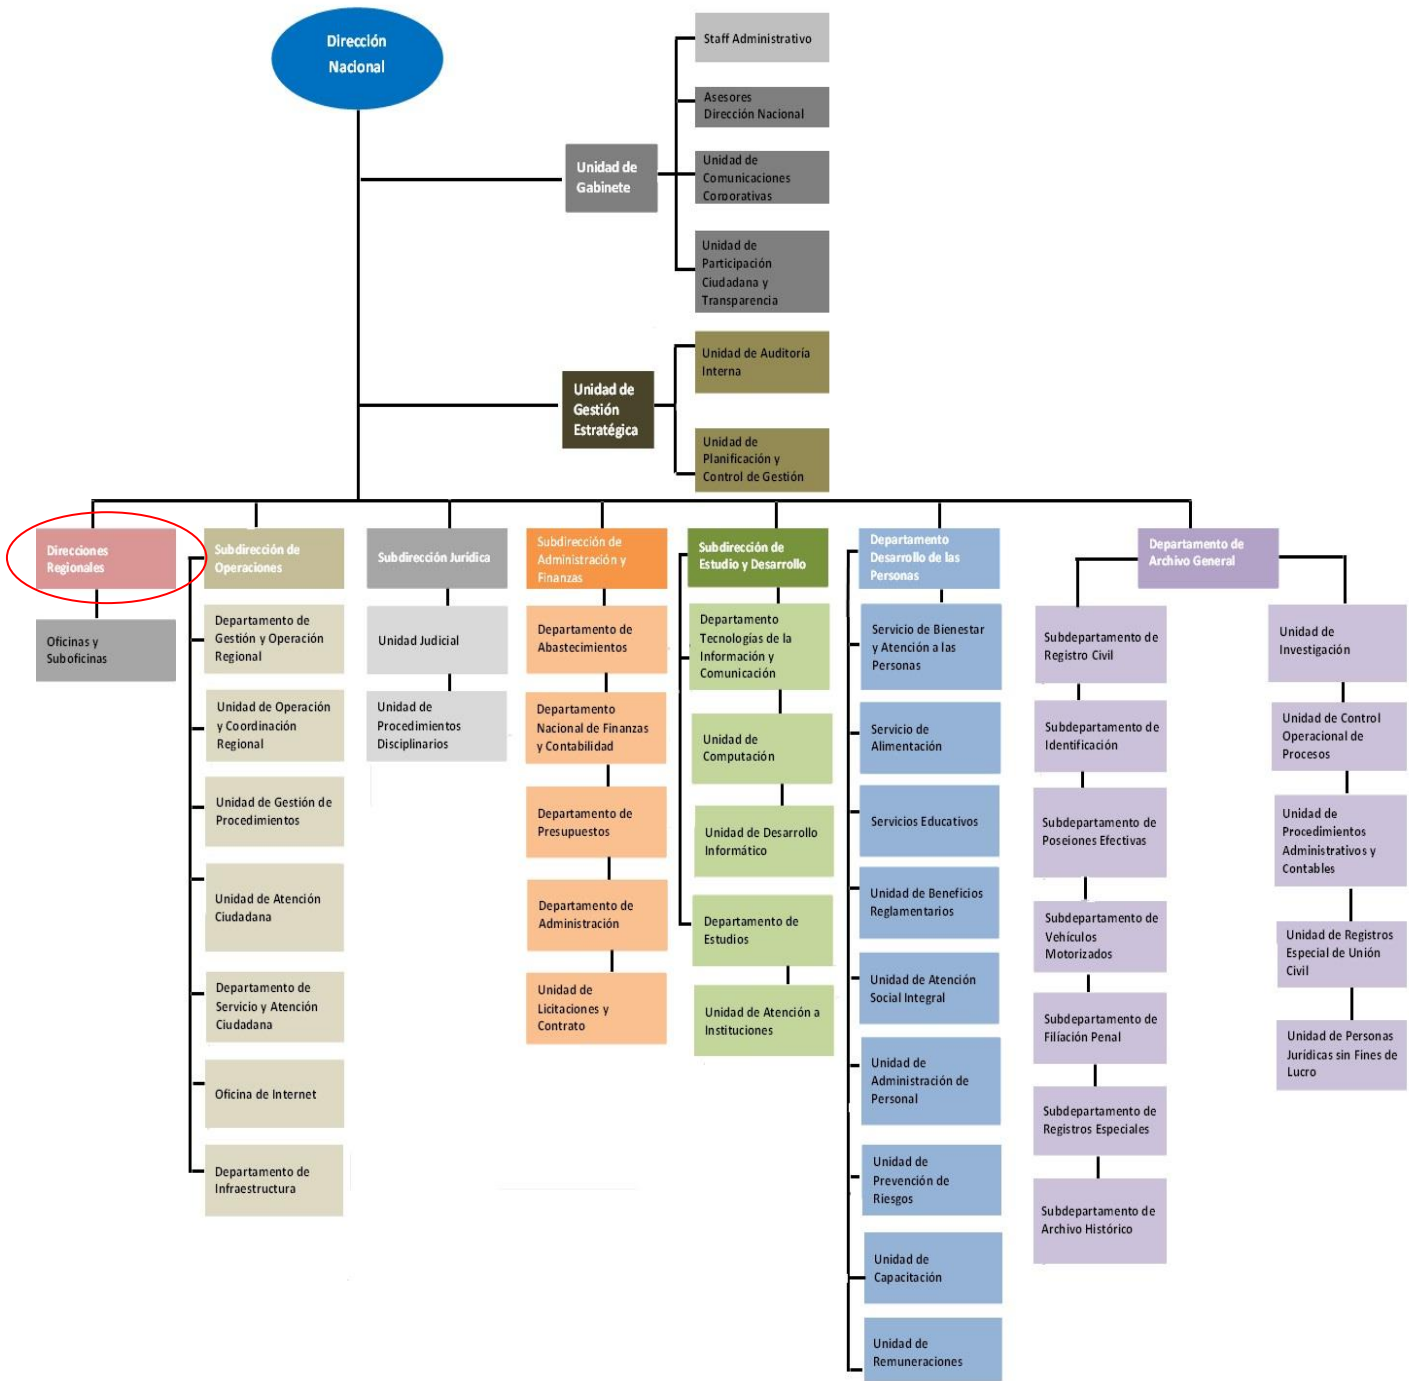 Dirección
Nacional
Staff Administrativo
Asesores
Dirección Nacional
Unidad de
Gabinete
Unidad de
Comunicaciones
Corporativas
Unidad de
Participación
Ciudadana y
Transparencia
Unidad de Auditoría
Interna
Unidad de
Gestión
Estratégica
Unidad de
Planificación y
Control de Gestión
Direcciones
Regionales
Oficinas y
Suboficinas
Subdirección de
Operaciones
Departamento de
Gestión y Operación
Regional
Unidad de Operación
y Coordinación
Regional
Unidad de Gestión de
Procedimientos
Unidad de Atención
Ciudadana
Departamento de
Servicio y Atención
Ciudadana
Oficina de Internet
Departamento de
Infraestructura
Subdirección Jurídica
Unidad Judicial
Unidad de
Procedimientos
Disciplinarios
Subdirección de
Administración y
Finanzas
Departamento de
Abastecimientos
Departamento
Nacional de Finanzas
y Contabilidad
Departamento de
Presupuestos
Departamento de
Administración
Unidad de
Licitaciones y
Contrato
Subdirección de
Estudio y Desarrollo
Departamento
Tecnologías de la
Información y
Comunicación
Unidad de
Computación
Unidad de Desarrollo
Informático
Departamento de
Estudios
Unidad de Atención a
Instituciones
Departamento
Desarrollo de las
Personas
Servicio de Bienestar
y Atención a las
Personas
Servicio de
Alimentación
Servicios Educativos
Unidad de Beneficios
Reglamentarios
Unidad de Atención
Social Integral
Unidad de
Administración de
Personal
Unidad de
Prevención de
Riesgos
Unidad de
Capacitación
Unidad de
Remuneraciones
Departamento de
Archivo General
Subdepartamento de
Registro Civil
Subdepartamento de
Identificación
Subdepartamento de
Poseiones Efectivas
Subdepartamento de
Vehículos
Motorizados
Subdepartamento de
Filiación Penal
Subdepartamento de
Registros Especiales
Subdepartamento de
Archivo Histórico
Unidad de
Investigación
Unidad de Control
Operacional de
Procesos
Unidad de
Procedimientos
Administrativos y
Contables
Unidad de Registros
Especial de Unión
Civil
Unidad de Personas
Jurídicas sin Fines de
Lucro